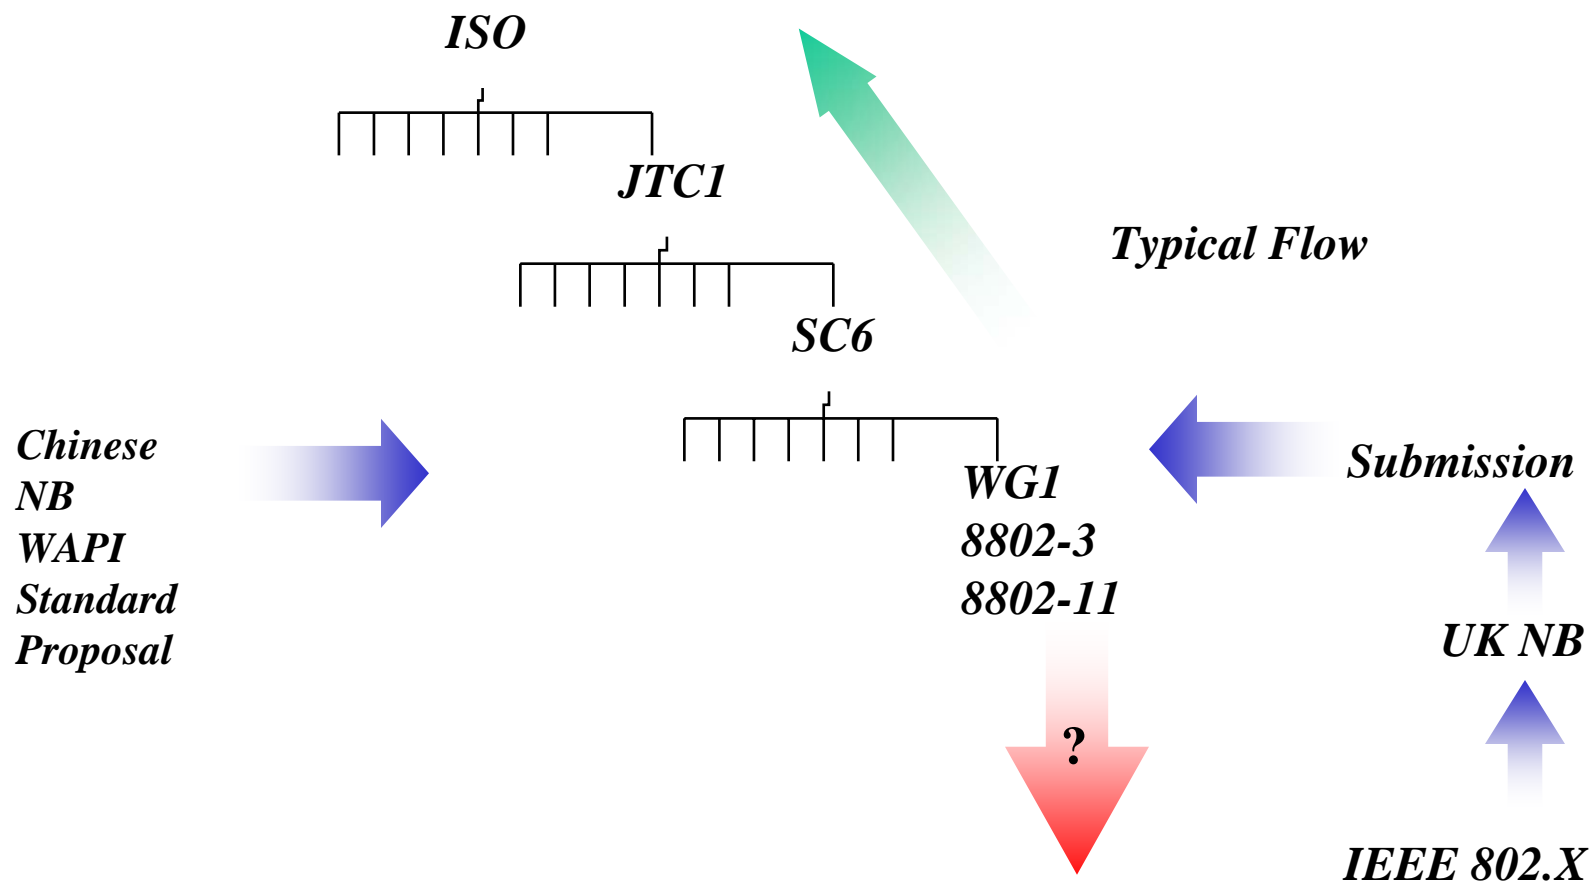 ISO
JTC1
Typical Flow
SC6
Chinese
NB
WAPI
Standard
Proposal
WG1
8802-3
8802-11
?
Submission
UK NB
IEEE 802.X